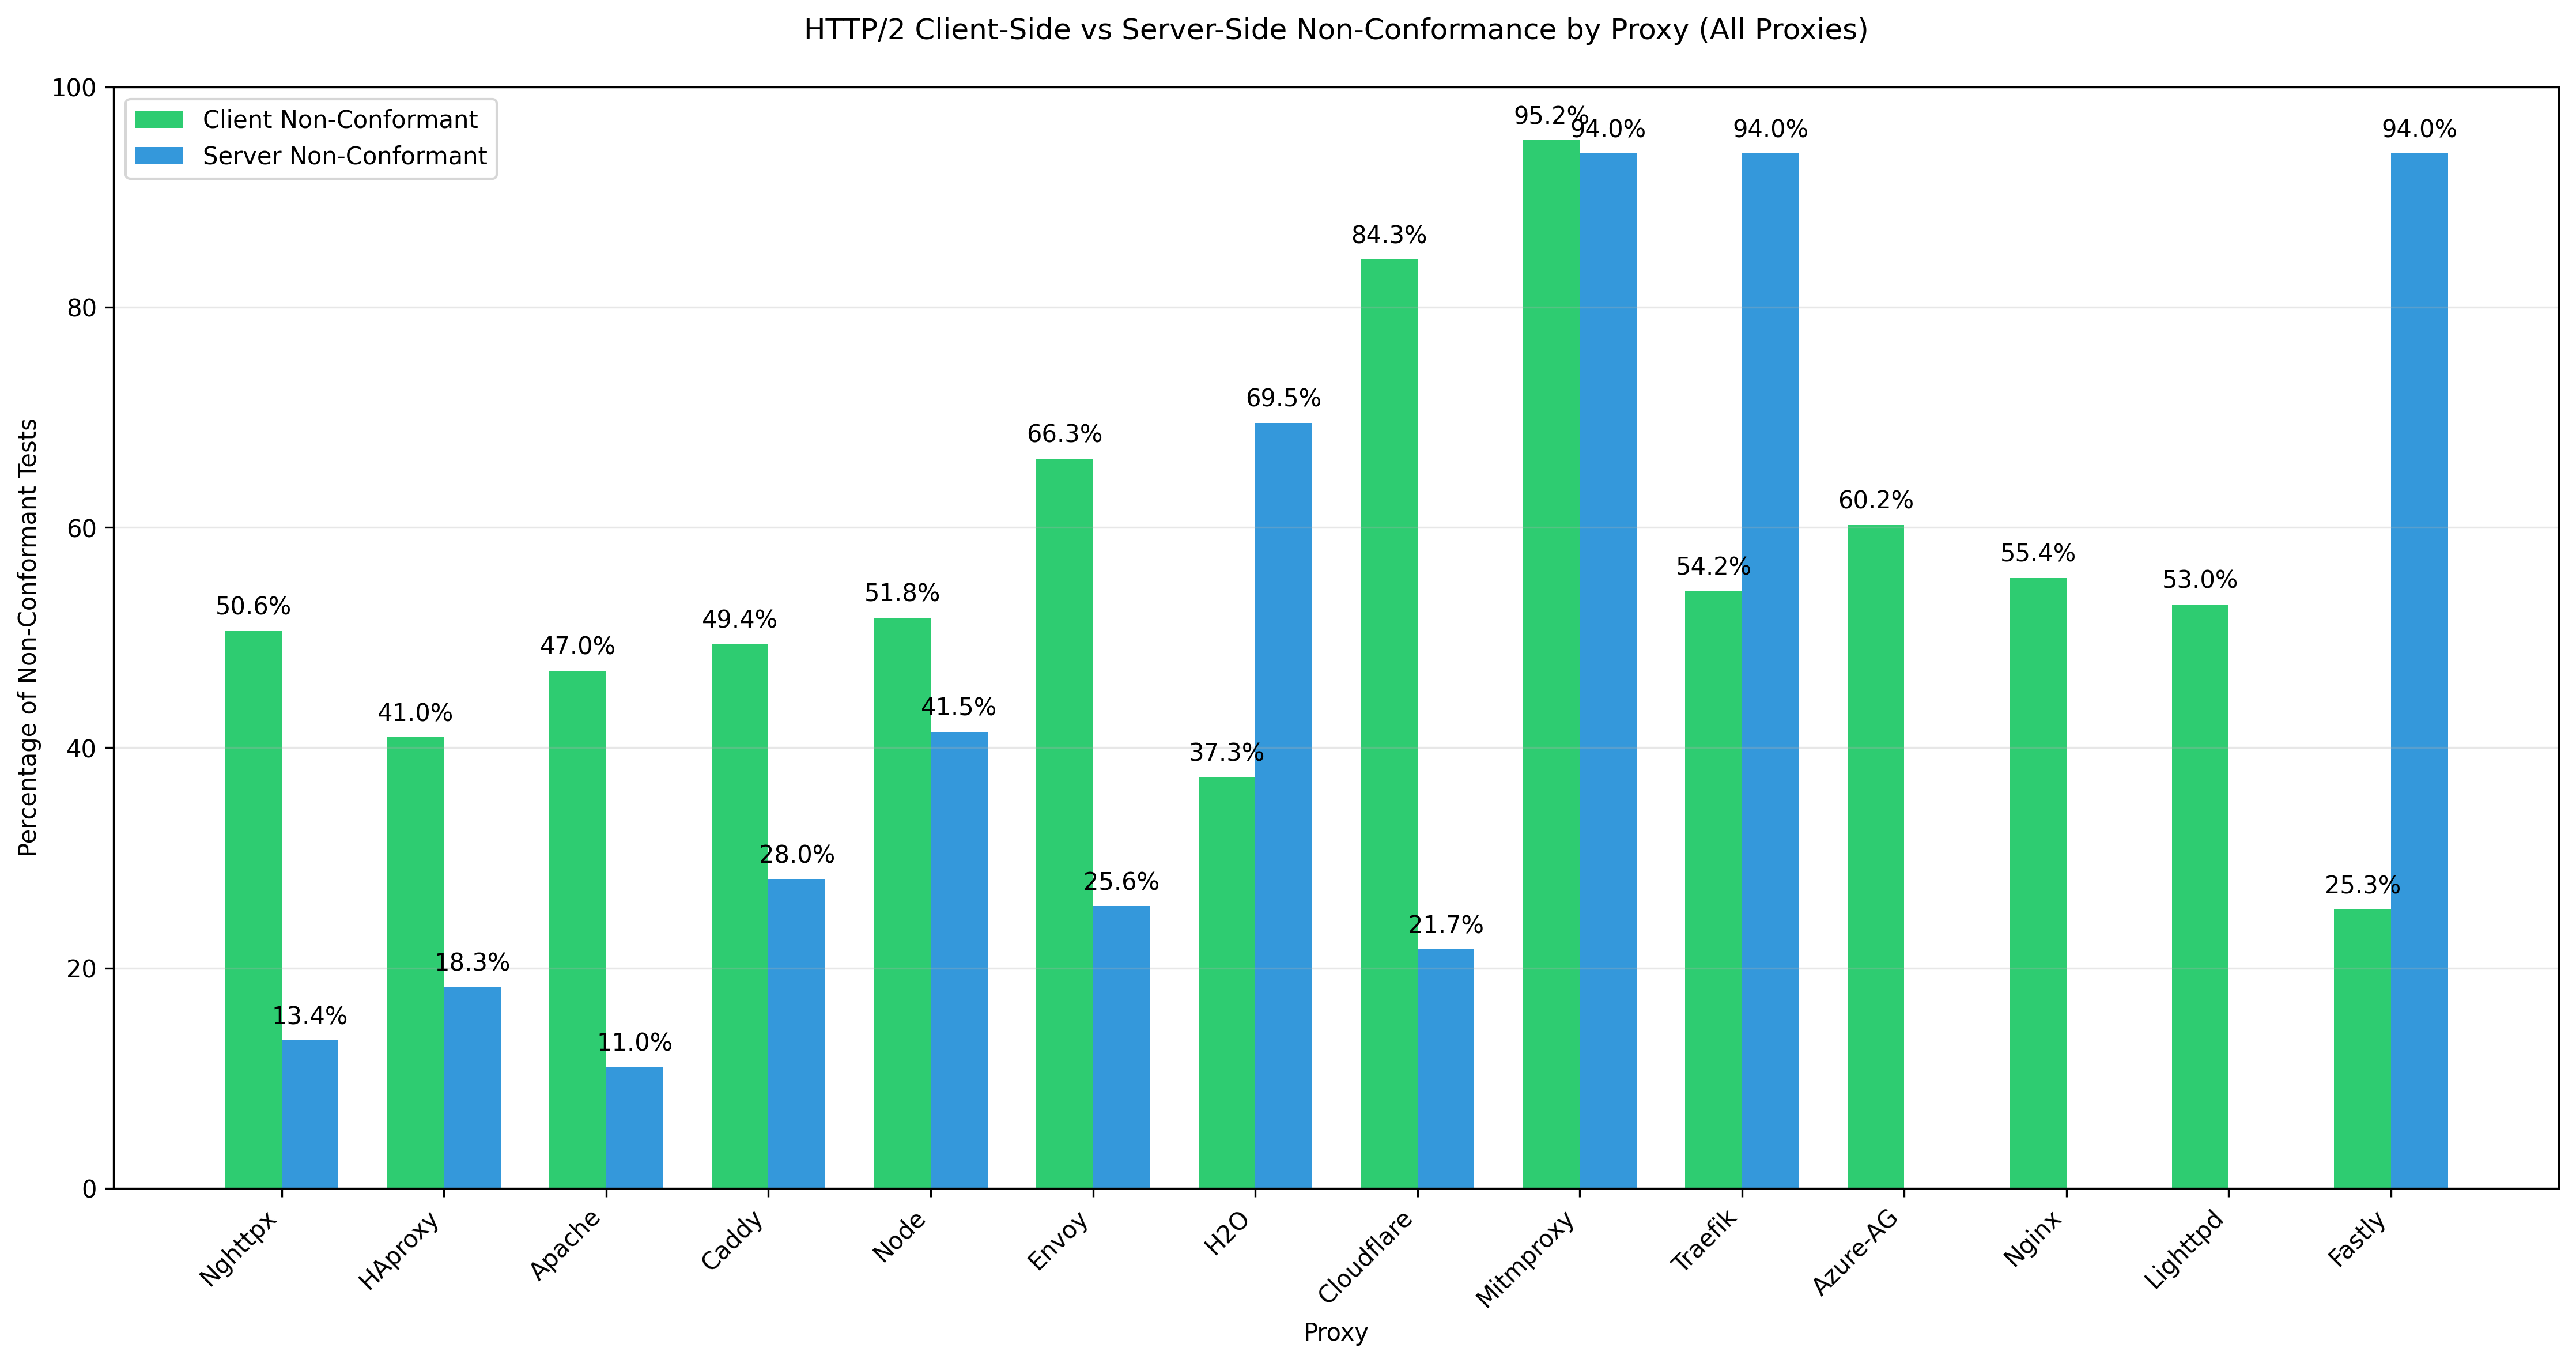 HTTP/2 Client-Side vs Server-Side Non-Conformance by Proxy (All Proxies)
Client Non-Conformant
Server Non-Conformant
Percentage of Non-Conformant Tests
100
80
60
40
20
0
50.6%
13.4%
41.0%
18.3%
47.0%
11.0%
49.4%
28.0%
51.8%
41.5%
66.3%
25.6%
37.3%
69.5%
84.3%
21.7%
95.2%
94.0%
54.2%
94.0%
60.2%
55.4%
53.0%
25.3%
94.0%
Nghttpx
HAproxy
Apache
Caddy
Node
Envoy
H2O
Cloudflare
Mitmproxy
Traefik
Azure-AG
Nginx
Lighttpd
Fastly
Proxy